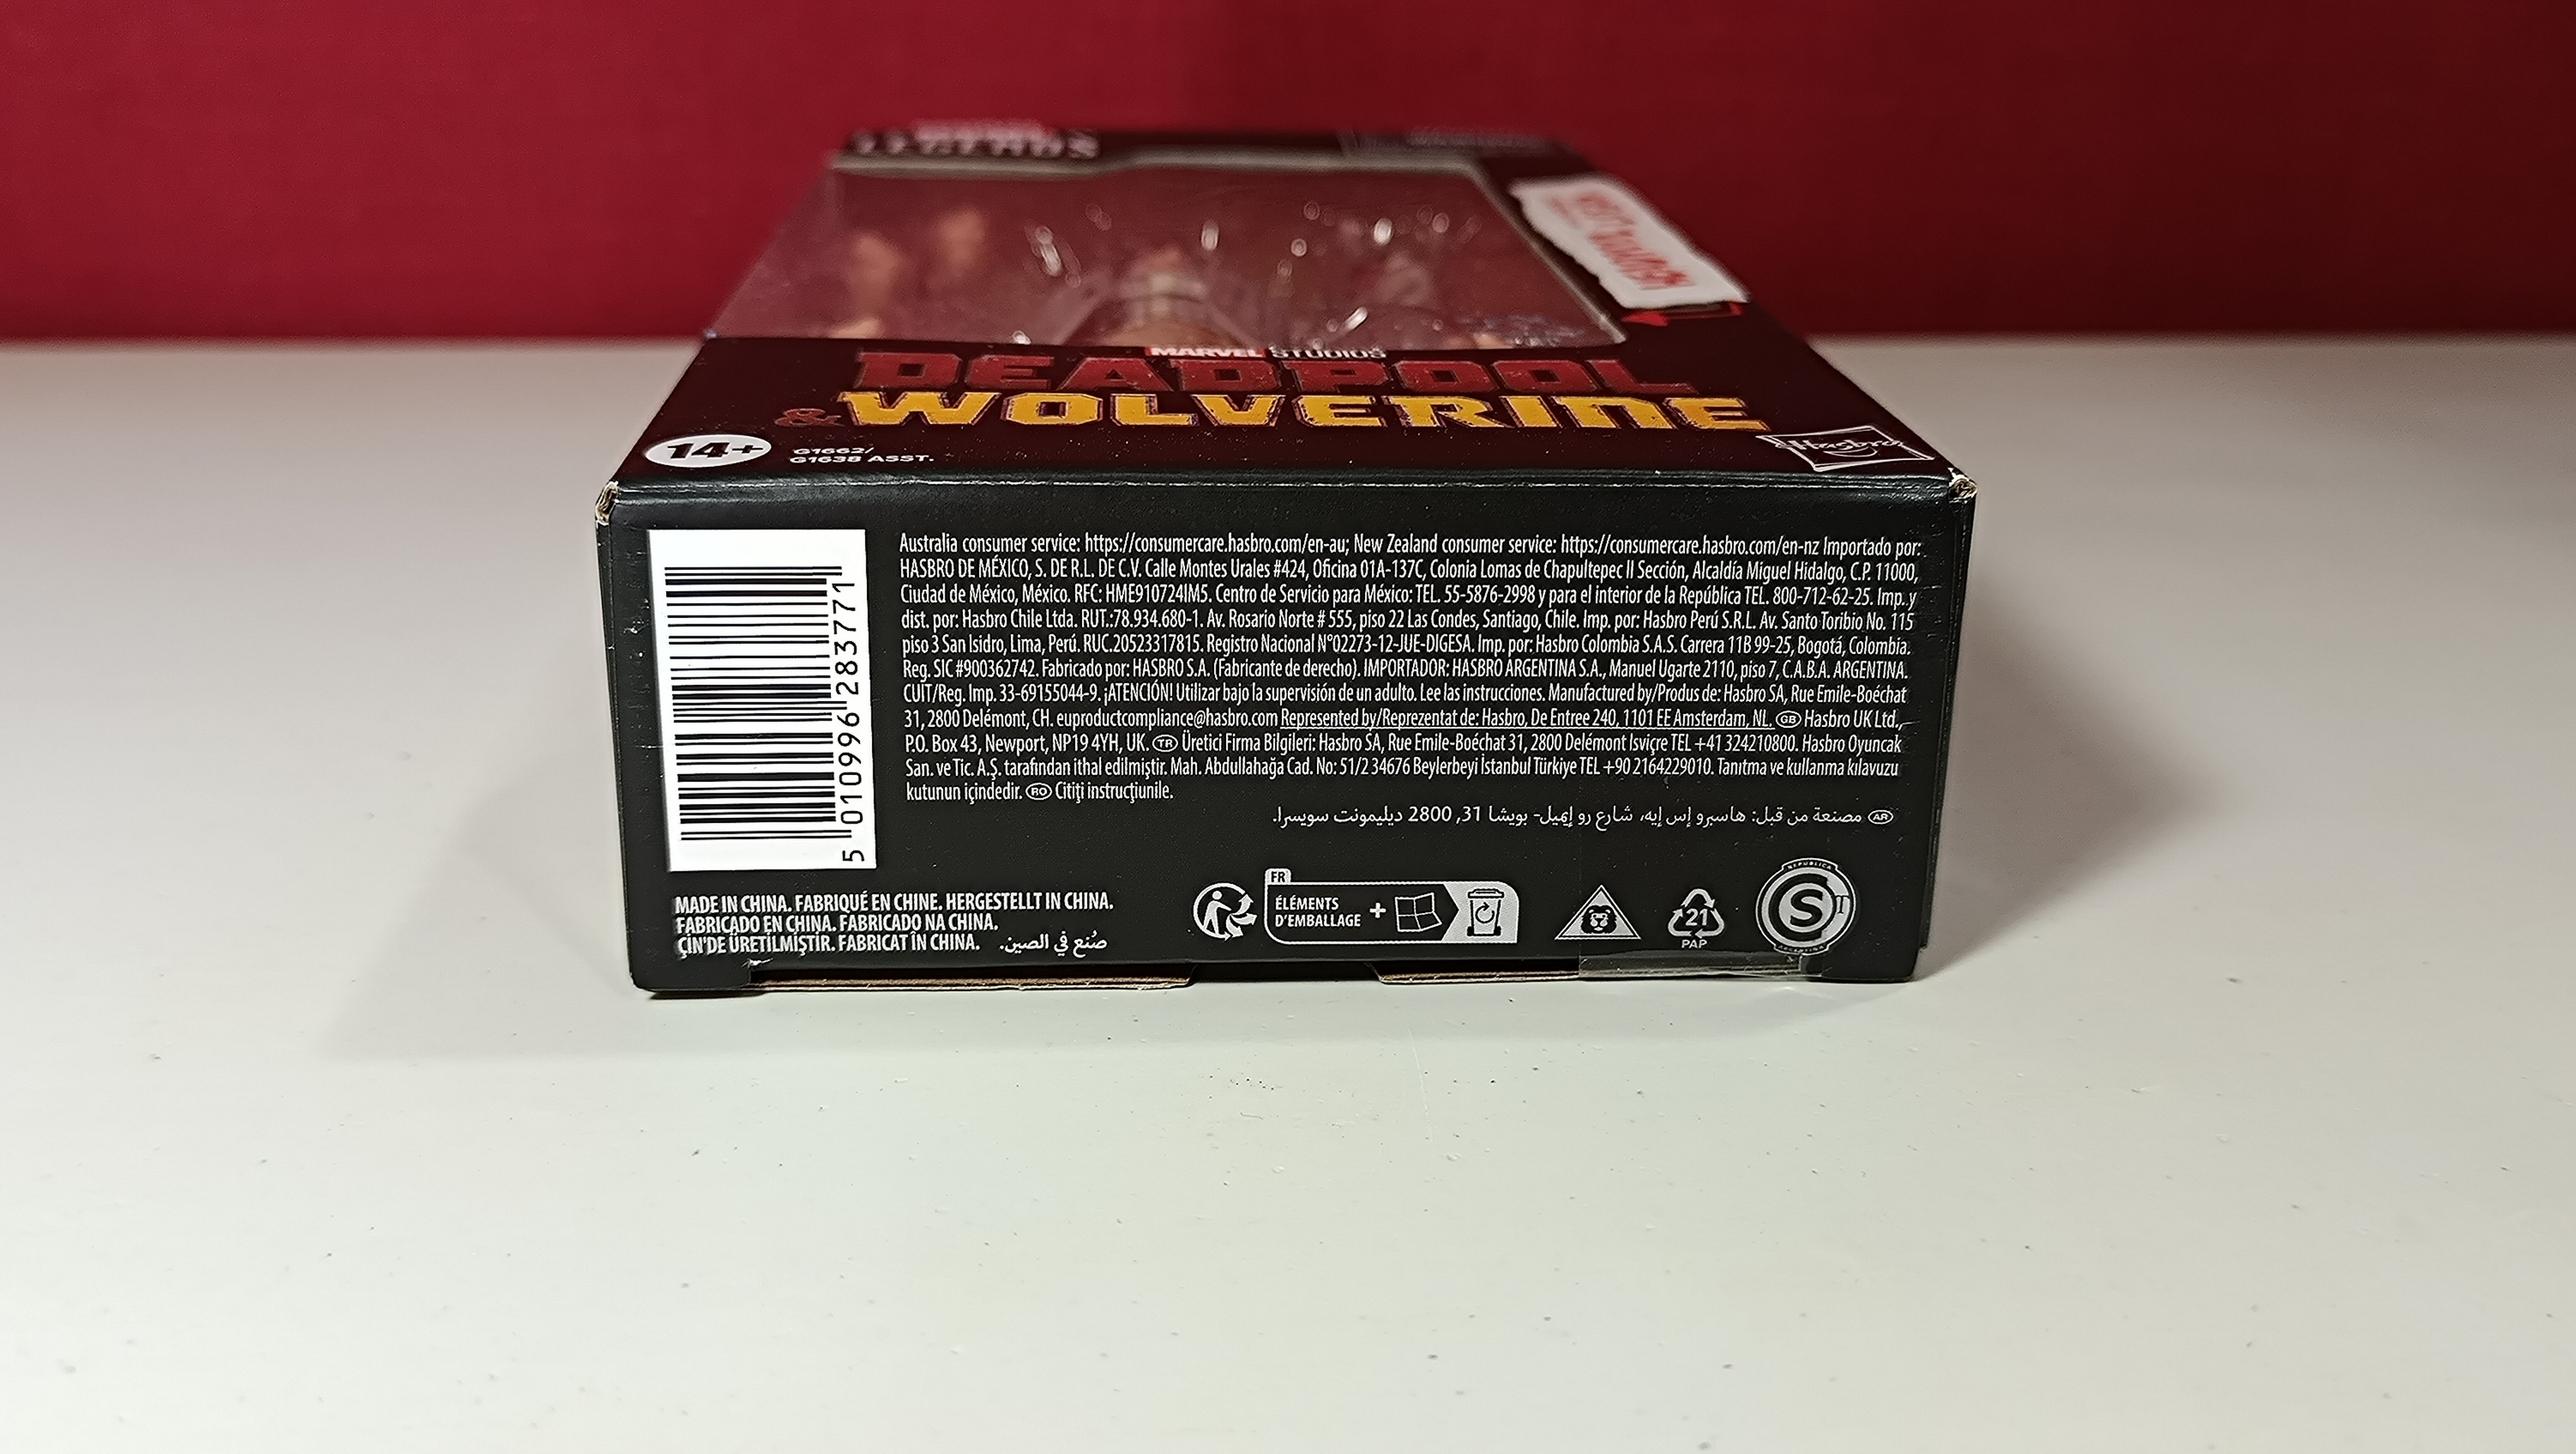 LEGENDS
MARVEL STUDIOS
DEADPOOL
& WOLVERINE
14+
G1662/
G1638 ASST.
Hasbro
5 010996 283771
Australia consumer service: https://consumercare.hasbro.com/en-au; New Zealand consumer service: https://consumercare.hasbro.com/en-nz Importado por:
HASBRO DE MÉXICO, S. DE R.L. DE C.V. Calle Montes Urales #424, Oficina 01A-137C, Colonia Lomas de Chapultepec II Sección, Alcaldía Miguel Hidalgo, C.P. 11000,
Ciudad de México, México. RFC: HME910724IM5. Centro de Servicio para México: TEL. 55-5876-2998 y para el interior de la República TEL. 800-712-62-25. Imp. y
dist. por: Hasbro Chile Ltda. RUT.:78.934.680-1. Av. Rosario Norte # 555, piso 22 Las Condes, Santiago, Chile. Imp. por: Hasbro Perú S.R.L. Av. Santo Toribio No. 115
piso 3 San Isidro, Lima, Perú. RUC.20523317815. Registro Nacional N°02273-12-JUE-DIGESA. Imp. por: Hasbro Colombia S.A.S. Carrera 11B 99-25, Bogotá, Colombia.
Reg. SIC #900362742. Fabricado por: HASBRO S.A. (Fabricante de derecho). IMPORTADOR: HASBRO ARGENTINA S.A., Manuel Ugarte 2110, piso 7, C.A.B.A. ARGENTINA.
CUIT/Reg. Imp. 33-69155044-9. ¡ATENCIÓN! Utilizar bajo la supervisión de un adulto. Lee las instrucciones. Manufactured by/Produs de: Hasbro SA, Rue Emile-Boéchat
31, 2800 Delémont, CH. euproductcompliance@hasbro.com Represented by/Reprezentat de: Hasbro, De Entree 240, 1101 EE Amsterdam, NL. GB Hasbro UK Ltd.,
P.O. Box 43, Newport, NP19 4YH, UK. TR Üretici Firma Bilgileri: Hasbro SA, Rue Emile-Boéchat 31, 2800 Delémont İsviçre TEL +41 324210800. Hasbro Oyuncak
San. ve Tic. A.Ş. tarafından ithal edilmiştir. Mah. Abdullahağa Cad. No: 51/2 34676 Beylerbeyi İstanbul Türkiye TEL +90 2164229010. Tanıtma ve kullanma kılavuzu
kutunun içindedir. RO Citiți instrucțiunile.
AR مصنعة من قبل: هاسبرو إس إيه، شارع رو إيميل- بويشا 31, 2800 ديليمونت سويسرا.
MADE IN CHINA. FABRIQUÉ EN CHINE. HERGESTELLT IN CHINA.
FABRICADO EN CHINA. FABRICADO NA CHINA.
ÇİN'DE ÜRETİLMİŞTİR. FABRICAT ÎN CHINA. صُنع في الصين.
FR
ÉLÉMENTS
D'EMBALLAGE +
21
PAP
REPUBLICA
S T
ARGENTINA